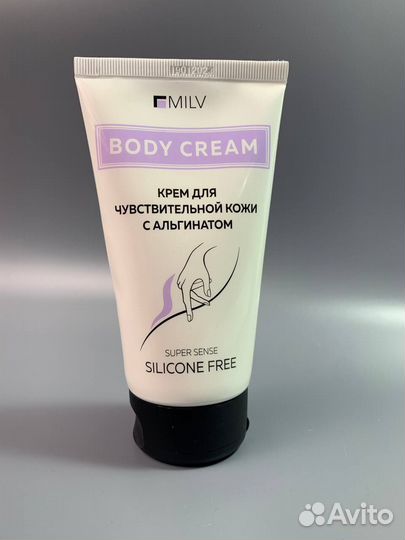 MILV
BODY CREAM
КРЕМ ДЛЯ
ЧУВСТВИТЕЛЬНОЙ КОЖИ
С АЛЬГИНАТОМ
SUPER SENSE
SILICONE FREE
Avito